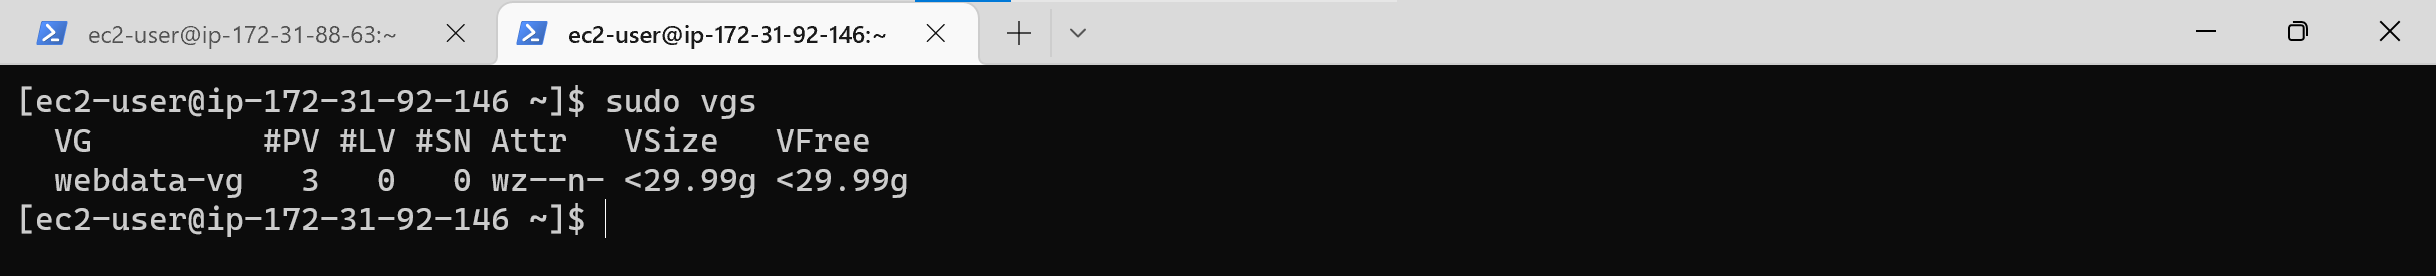 ec2-user@ip-172-31-88-63:~
ec2-user@ip-172-31-92-146:~
[ec2-user@ip-172-31-92-146 ~]$ sudo vgs
  VG         #PV #LV #SN Attr   VSize   VFree
  webdata-vg   3   0   0 wz--n- <29.99g <29.99g
[ec2-user@ip-172-31-92-146 ~]$